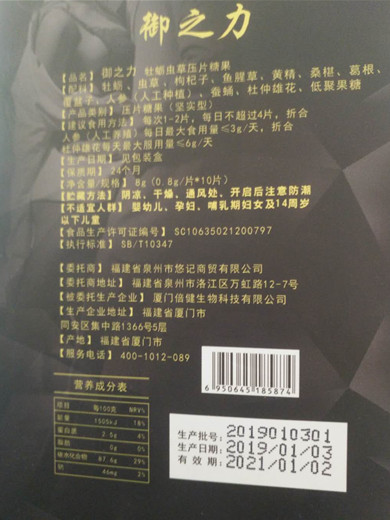 御之力
【品名】 御之力 牡蛎虫草压片糖果
【配料】 牡蛎、虫草、枸杞子、鱼腥草、黄精、桑椹、葛根、
覆盆子、人参（人工种植）、蚕蛹、杜仲雄花、低聚果糖
【产品类别】 压片糖果（坚实型）
【建议食用方法】 每次1-2片，每日不超过4片，折合
人参（人工养殖）每日最大食用量≤3g/天，折合
杜仲雄花每天最大服用量≤6g/天
【生产日期】 见包装盒
【保质期】 24个月
【净含量/规格】 8g（0.8g/片*10片）
【贮藏方法】 阴凉、干燥、通风处、开启后注意防潮
【不适宜人群】 婴幼儿、孕妇、哺乳期妇女及14周岁
以下儿童
【食品生产许可证编号】 SC10635021200797
【执行标准】 SB/T10347
【委托商】 福建省泉州市悠记商贸有限公司
【委托商地址】 福建省泉州市洛江区万虹路12-7号
【被委托生产企业】 厦门倍健生物科技有限公司
【生产企业地址】 福建省厦门市
同安区集中路1366号5层
【产地】 福建省厦门市
【服务电话】 400-1012-089
6950645185874
营养成分表
项目 每100克 NRV%
能量 1505kJ 18%
蛋白质 2.5g 4%
脂肪 0g 0%
碳水化合物 87.6g 29%
钠 46mg 2%
生产批号: 2019010301
生产日期: 2019/01/03
有 效 期: 2021/01/02